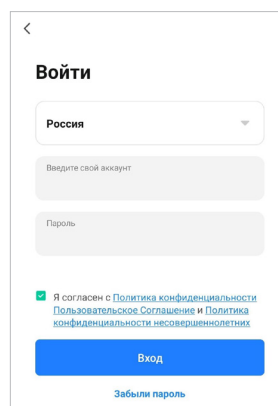 Войти
Россия
Введите свой аккаунт
Пароль
Я согласен с Политика конфиденциальности
Пользовательское Соглашение и Политика
конфиденциальности несовершеннолетних
Вход
Забыли пароль